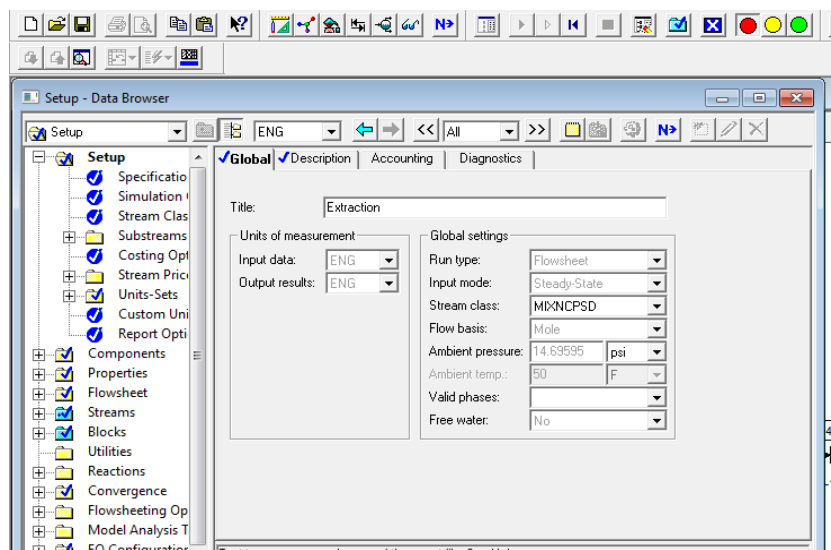 N>
Setup - Data Browser
Setup
ENG
<< All >>
N>
Setup
Specificatio
Simulation
Stream Clas
Substreams
Costing Opt
Stream Pric
Units-Sets
Custom Uni
Report Opti
Components
Properties
Flowsheet
Streams
Blocks
Utilities
Reactions
Convergence
Flowsheeting Op
Model Analysis T
EO Configuration
Global Description Accounting Diagnostics
Title: Extraction
Units of measurement
Input data: ENG
Output results: ENG
Global settings
Run type: Flowsheet
Input mode: Steady-State
Stream class: MIXNCPSD
Flow basis: Mole
Ambient pressure: 14.69595 psi
Ambient temp.: 50 F
Valid phases:
Free water: No
4